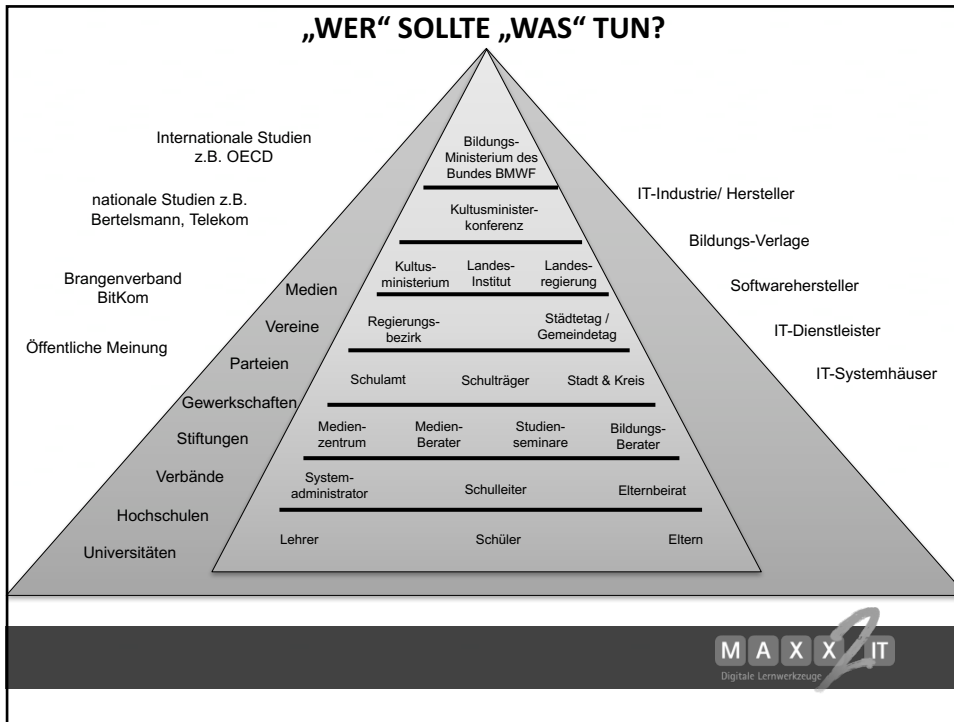 „WER“ SOLLTE „WAS“ TUN?
Internationale Studien
z.B. OECD
nationale Studien z.B.
Bertelsmann, Telekom
Brangenverband
BitKom
Öffentliche Meinung
Medien
Vereine
Parteien
Gewerkschaften
Stiftungen
Verbände
Hochschulen
Universitäten
Bildungs-
Ministerium des
Bundes BMWF
Kultusminister-
konferenz
Kultus-
ministerium
Landes-
Institut
Landes-
regierung
Regierungs-
bezirk
Städtetag /
Gemeindetag
Schulamt
Schulträger
Stadt & Kreis
Medien-
zentrum
Medien-
Berater
Studien-
seminare
Bildungs-
Berater
System-
administrator
Schulleiter
Elternbeirat
Lehrer
Schüler
Eltern
IT-Industrie/ Hersteller
Bildungs-Verlage
Softwarehersteller
IT-Dienstleister
IT-Systemhäuser
MAXX2IT
Digitale Lernwerkzeuge